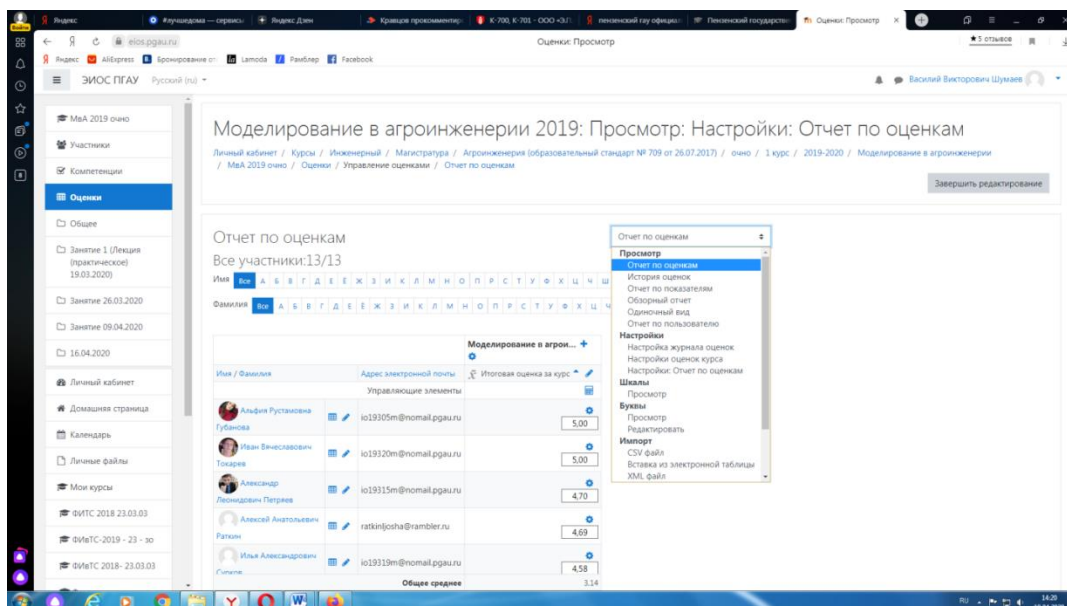 Яндекс
#лучшедома — сервисы
Яндекс Дзен
Кравцов прокомментир
К-700, К-701 - ООО «З.П.
пензенский гау официал
Пензенский государстве
Оценки: Просмотр
eios.pgau.ru
Оценки: Просмотр
★ 5 отзывов
Яндекс AliExpress Бронирование от Lamoda Рамблер Facebook
ЭИОС ПГАУ Русский (ru)
Василий Викторович Шумаев
МвА 2019 очно
Участники
Компетенции
Оценки
Общее
Занятие 1 (Лекция
(практическое)
19.03.2020)
Занятие 26.03.2020
Занятие 09.04.2020
16.04.2020
Личный кабинет
Домашняя страница
Календарь
Личные файлы
Мои курсы
ФИТС 2018 23.03.03
ФИвТС-2019 - 23 - зо
ФИвТС 2018- 23.03.03
Моделирование в агроинженерии 2019: Просмотр: Настройки: Отчет по оценкам
Личный кабинет / Курсы / Инженерный / Магистратура / Агроинженерия (образовательный стандарт № 709 от 26.07.2017) / очно / 1 курс / 2019-2020 / Моделирование в агроинженерии
/ МвА 2019 очно / Оценки / Управление оценками / Отчет по оценкам
Завершить редактирование
Отчет по оценкам
Все участники:13/13
Имя Все А Б В Г Д Е Ё Ж З И К Л М Н О П Р С Т У Ф Х Ц Ч Ш
Фамилия Все А Б В Г Д Е Ё Ж З И К Л М Н О П Р С Т У Ф Х Ц Ч
Моделирование в агрои...
Имя / Фамилия Адрес электронной почты Итоговая оценка за курс
Управляющие элементы
Альфия Рустамовна
Губанова io19305m@nomail.pgau.ru 5,00
Иван Вячеславович
Токарев io19320m@nomail.pgau.ru 5,00
Александр
Леонидович Петряев io19315m@nomail.pgau.ru 4,70
Алексей Анатольевич
Раткин ratkinljosha@rambler.ru 4,69
Илья Александрович
io19319m@nomail.pgau.ru 4,58
Общее среднее 3,14
Отчет по оценкам
Просмотр
Отчет по оценкам
История оценок
Отчет по показателям
Обзорный отчет
Одиночный вид
Отчет по пользователю
Настройки
Настройка журнала оценок
Настройки оценок курса
Настройки: Отчет по оценкам
Шкалы
Просмотр
Буквы
Просмотр
Редактировать
Импорт
CSV файл
Вставка из электронной таблицы
XML файл
RU
14:29